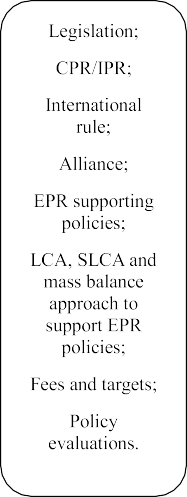 Legislation;
CPR/IPR;
International
rule;
Alliance;
EPR supporting
policies;
LCA, SLCA and
mass balance
approach to
support EPR
policies;
Fees and targets;
Policy
evaluations.